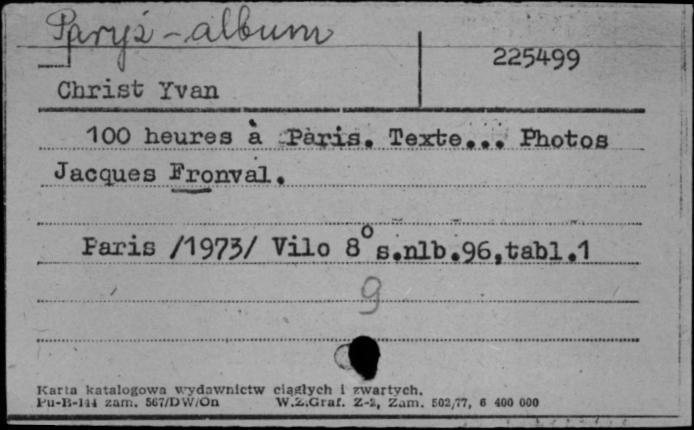 Paryż - album
225499
Christ Yvan
100 heures à Paris. Texte... Photos
Jacques Fronval.
Paris /1973/ Vilo 8° s.nlb.96,tabl.1
9
Karta katalogowa wydawnictw ciągłych i zwartych.
Pu-B-144 zam. 567/DW/On W.Z.Graf. Z-2, Zam. 502/77, 6 400 000